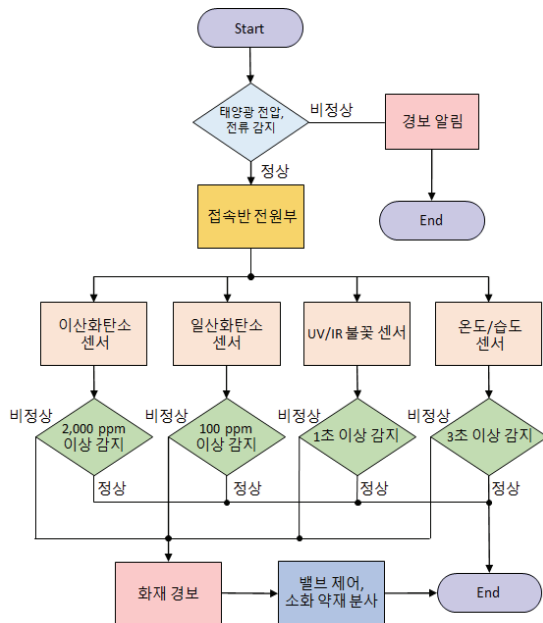 Start
태양광 전압,
전류 감지
비정상
경보 알림
정상
End
접속반 전원부
이산화탄소
센서
일산화탄소
센서
UV/IR 불꽃 센서
온도/습도
센서
비정상
2,000 ppm
이상 감지
비정상
100 ppm
이상 감지
비정상
1초 이상 감지
비정상
3초 이상 감지
정상
정상
정상
정상
화재 경보
밸브 제어,
소화 약재 분사
End